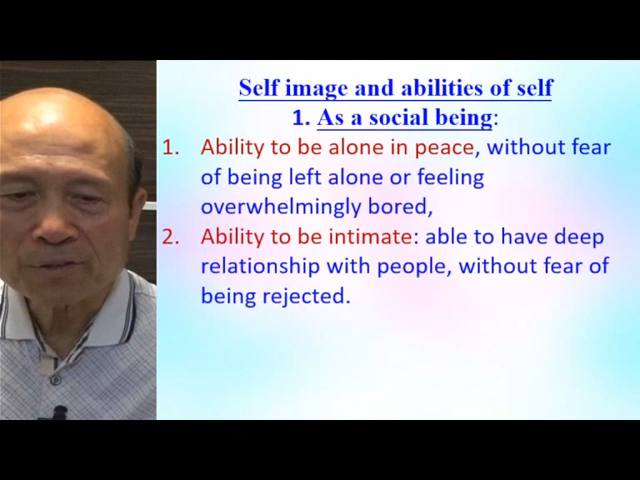 Self image and abilities of self
1. As a social being:
1. Ability to be alone in peace, without fear
of being left alone or feeling
overwhelmingly bored,
2. Ability to be intimate: able to have deep
relationship with people, without fear of
being rejected.